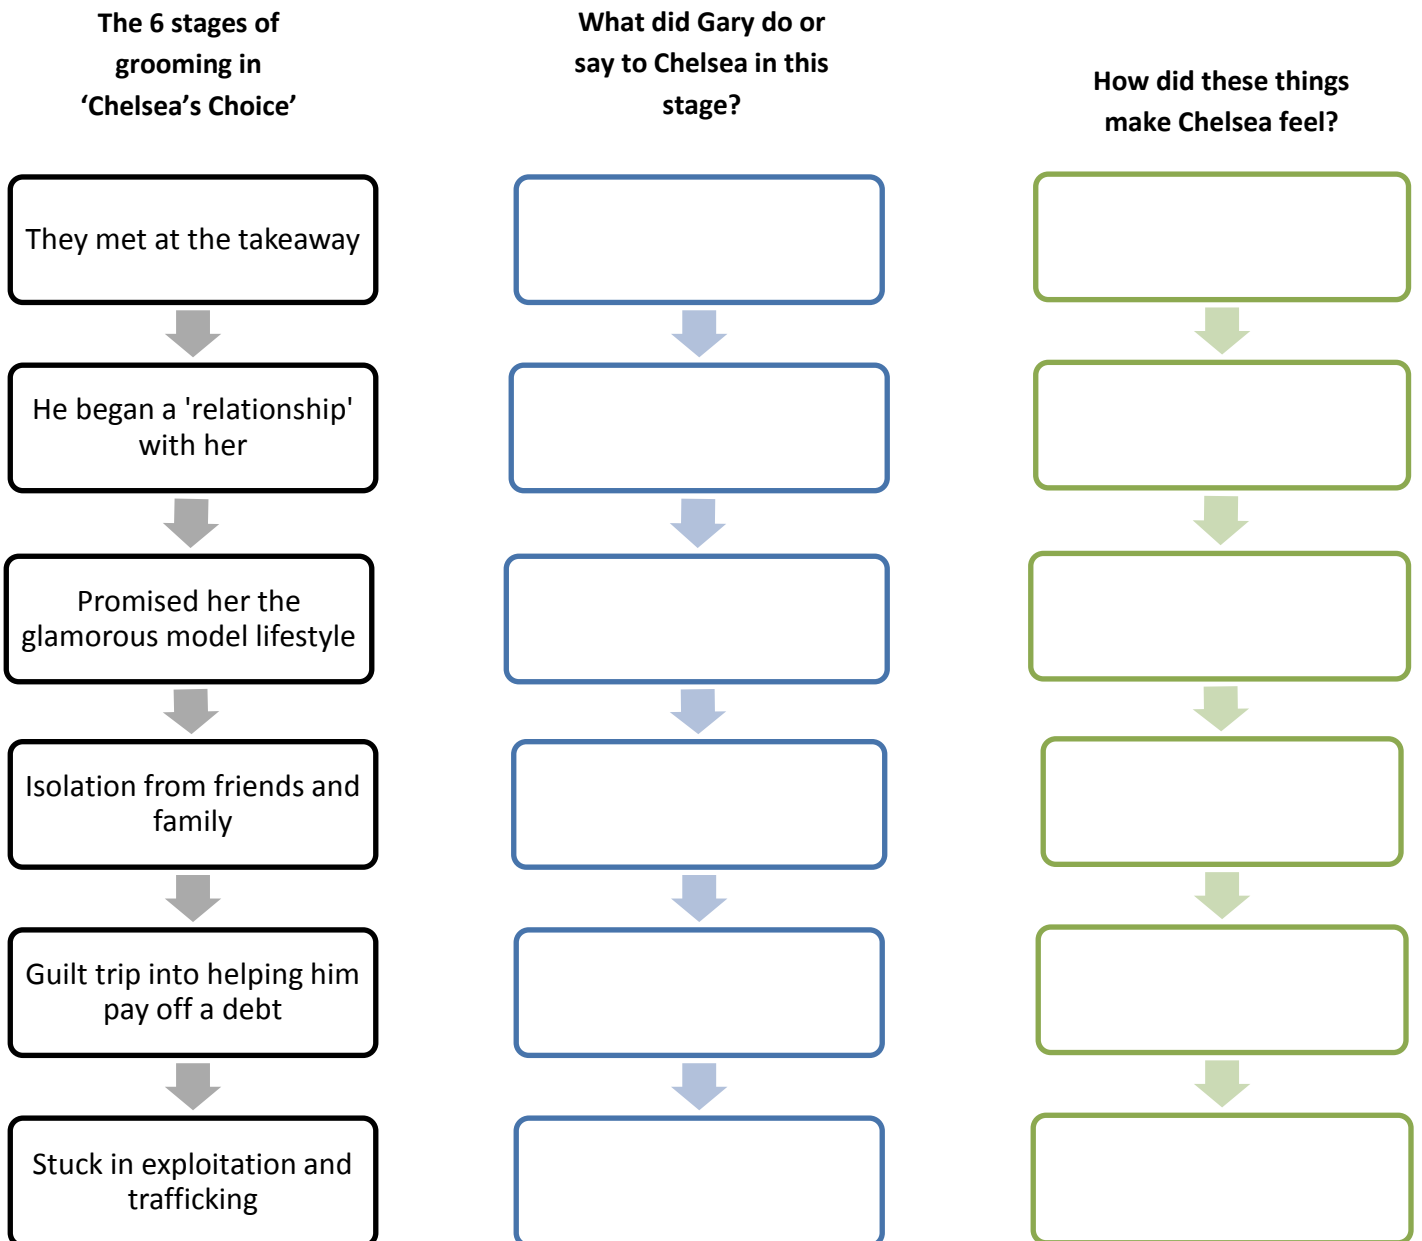 The 6 stages of
grooming in
‘Chelsea’s Choice’
What did Gary do or
say to Chelsea in this
stage?
How did these things
make Chelsea feel?
They met at the takeaway
He began a 'relationship'
with her
Promised her the
glamorous model lifestyle
Isolation from friends and
family
Guilt trip into helping him
pay off a debt
Stuck in exploitation and
trafficking